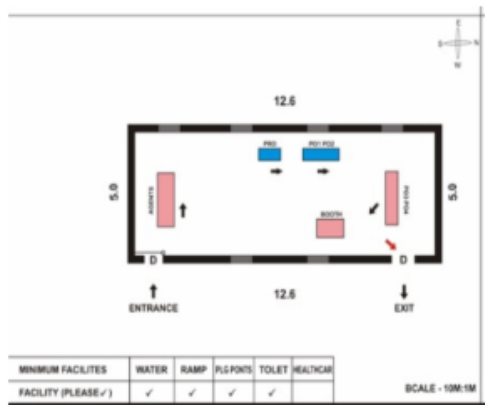 E
S N
W
12.6
PRO PO1 PO2
5.0 AGENTS PO3 PO4 5.0
BOOTH
D D
ENTRANCE 12.6 EXIT
MINIMUM FACILITES WATER RAMP PLG PONTS TOLET HEALTHCAR
FACILITY (PLEASE ✓) ✓ ✓ ✓ ✓
BCALE - 10M:1M